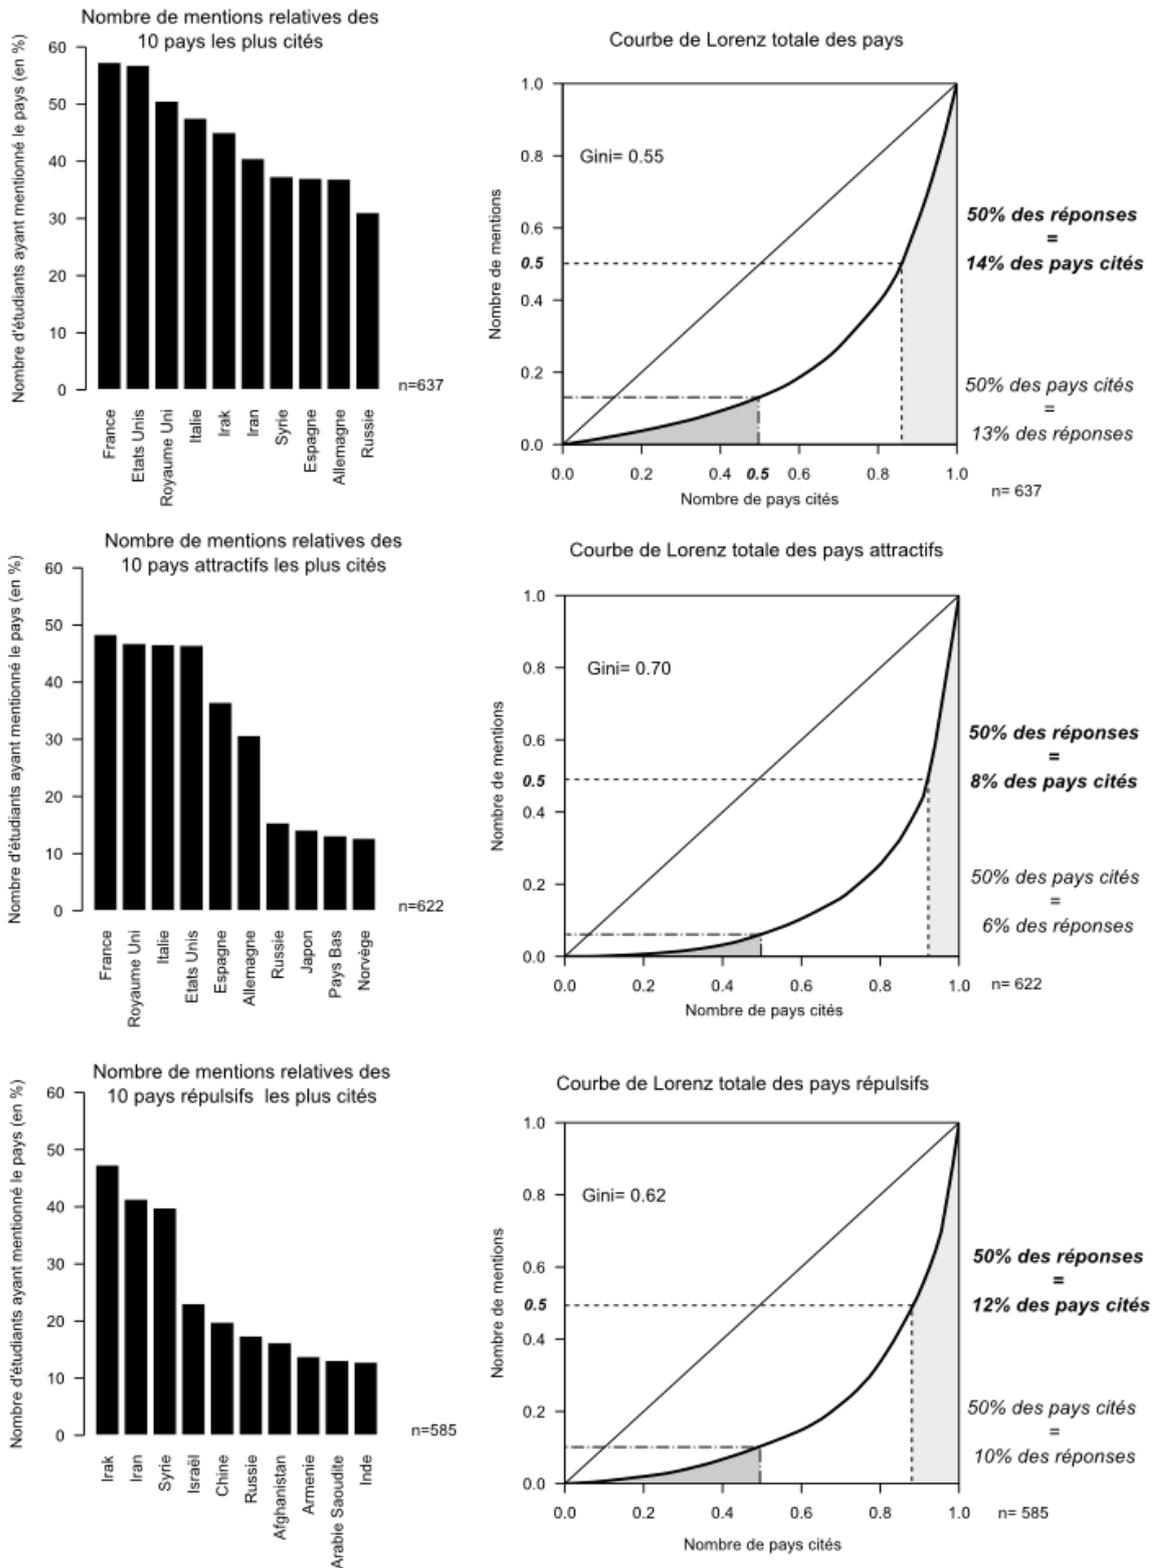 Nombre de mentions relatives des
10 pays les plus cités
Nombre d'étudiants ayant mentionné le pays (en %)
60
50
40
30
20
10
0
France
Etats Unis
Royaume Uni
Italie
Irak
Iran
Syrie
Espagne
Allemagne
Russie
n=637
Courbe de Lorenz totale des pays
Nombre de mentions
1.0
0.8
0.6
0.5
0.4
0.2
0.0
Gini= 0.55
0.0
0.2
0.4
0.5
0.6
0.8
1.0
Nombre de pays cités
50% des réponses
=
14% des pays cités
50% des pays cités
=
13% des réponses
n= 637
Nombre de mentions relatives des
10 pays attractifs les plus cités
Nombre d'étudiants ayant mentionné le pays (en %)
60
50
40
30
20
10
0
France
Royaume Uni
Italie
Etats Unis
Espagne
Allemagne
Russie
Japon
Pays Bas
Norvège
n=622
Courbe de Lorenz totale des pays attractifs
Nombre de mentions
1.0
0.8
0.6
0.5
0.4
0.2
0.0
Gini= 0.70
0.0
0.2
0.4
0.6
0.8
1.0
Nombre de pays cités
50% des réponses
=
8% des pays cités
50% des pays cités
=
6% des réponses
n= 622
Nombre de mentions relatives des
10 pays répulsifs les plus cités
Nombre d'étudiants ayant mentionné le pays (en %)
60
50
40
30
20
10
0
Irak
Iran
Syrie
Israël
Chine
Russie
Afghanistan
Armenie
Arabie Saoudite
Inde
n=585
Courbe de Lorenz totale des pays répulsifs
Nombre de mentions
1.0
0.8
0.6
0.5
0.4
0.2
0.0
Gini= 0.62
0.0
0.2
0.4
0.6
0.8
1.0
Nombre de pays cités
50% des réponses
=
12% des pays cités
50% des pays cités
=
10% des réponses
n= 585